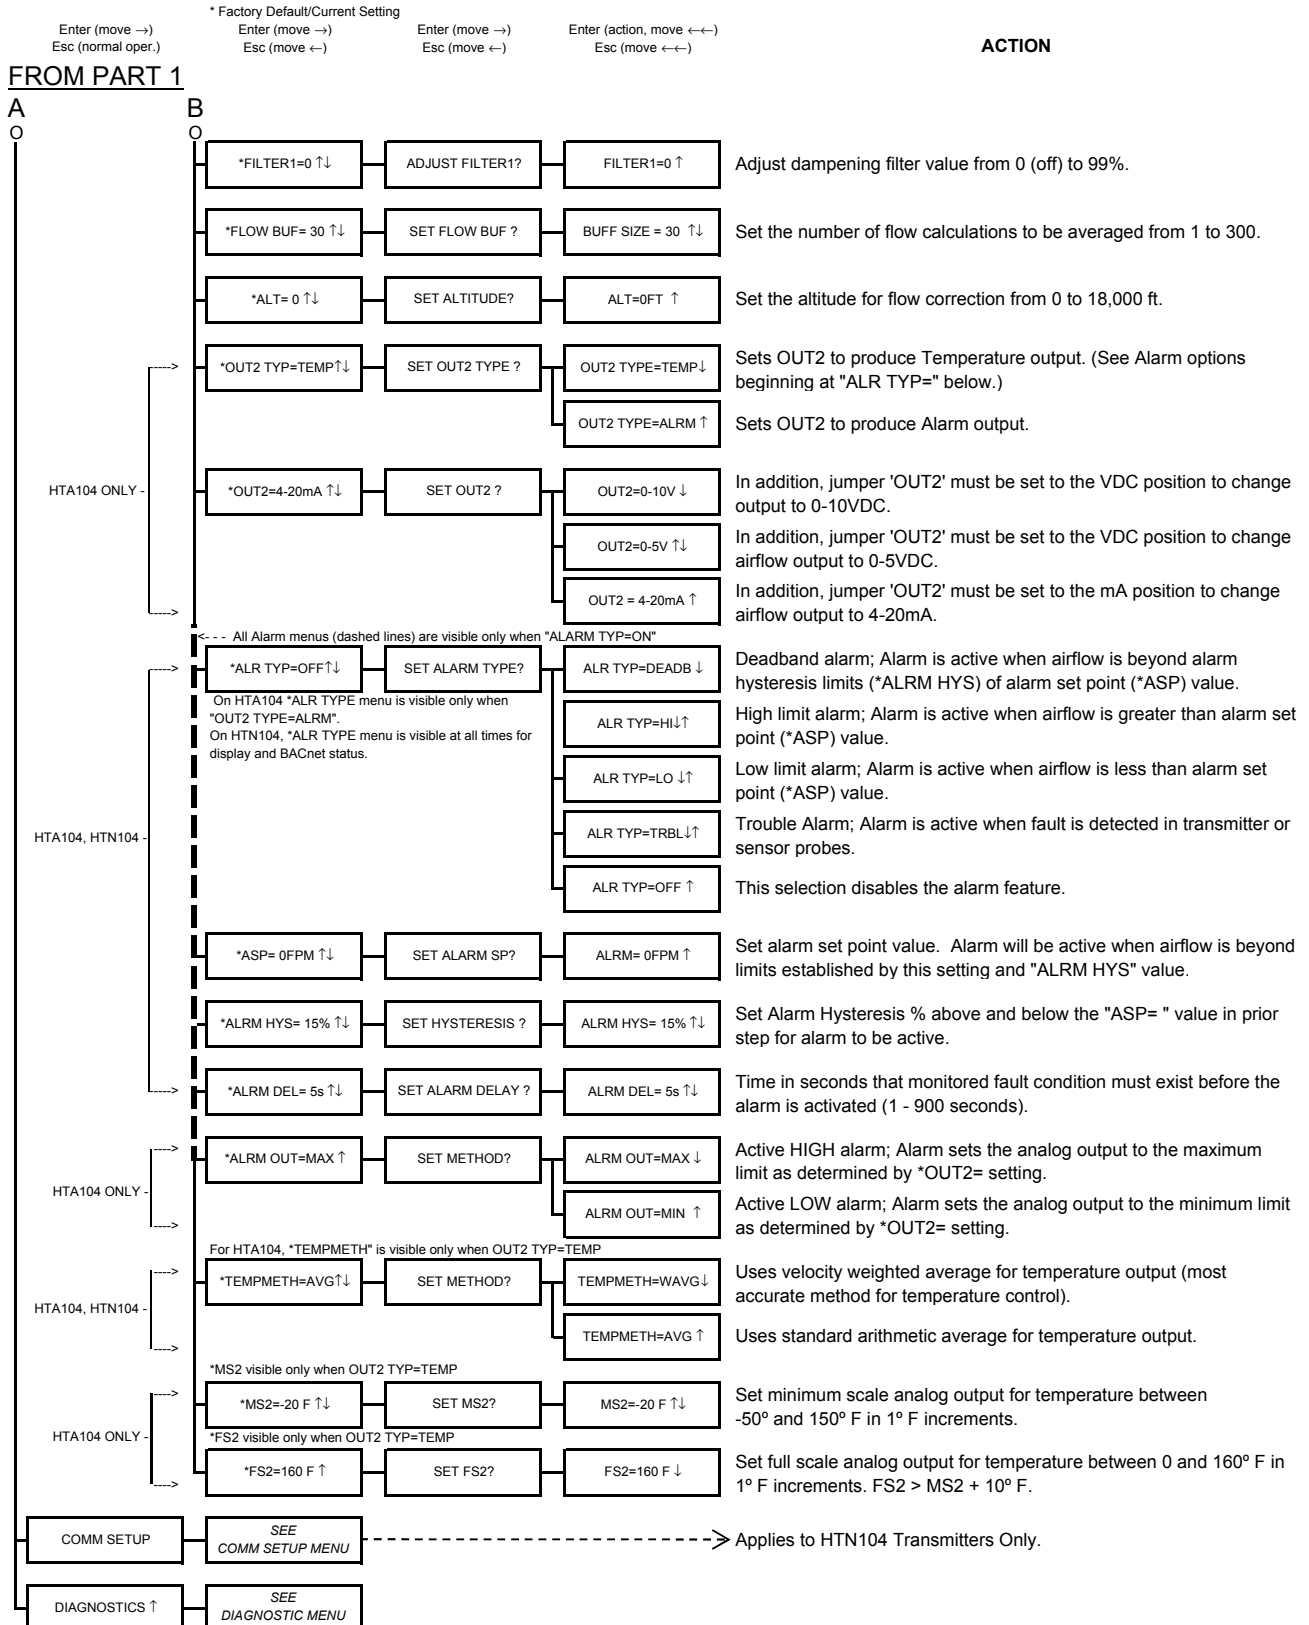 * Factory Default/Current Setting
Enter (move →)
Esc (normal oper.)
Enter (move →)
Esc (move ←)
Enter (move →)
Esc (move ←)
Enter (action, move ←←)
Esc (move ←←)
ACTION
FROM PART 1
A
B
O
O
*FILTER1=0 ↑↓
ADJUST FILTER1?
FILTER1=0 ↑
Adjust dampening filter value from 0 (off) to 99%.
*FLOW BUF= 30 ↑↓
SET FLOW BUF ?
BUFF SIZE = 30 ↑↓
Set the number of flow calculations to be averaged from 1 to 300.
*ALT= 0 ↑↓
SET ALTITUDE?
ALT=0FT ↑
Set the altitude for flow correction from 0 to 18,000 ft.
----->
*OUT2 TYP=TEMP↑↓
SET OUT2 TYPE ?
OUT2 TYPE=TEMP↓
Sets OUT2 to produce Temperature output. (See Alarm options
beginning at "ALR TYP=" below.)
OUT2 TYPE=ALRM ↑
Sets OUT2 to produce Alarm output.
HTA104 ONLY -
*OUT2=4-20mA ↑↓
SET OUT2 ?
OUT2=0-10V ↓
In addition, jumper 'OUT2' must be set to the VDC position to change
output to 0-10VDC.
OUT2=0-5V ↑↓
In addition, jumper 'OUT2' must be set to the VDC position to change
airflow output to 0-5VDC.
OUT2 = 4-20mA ↑
In addition, jumper 'OUT2' must be set to the mA position to change
airflow output to 4-20mA.
----->
<- - - All Alarm menus (dashed lines) are visible only when "ALARM TYP=ON"
----->
*ALR TYP=OFF↑↓
SET ALARM TYPE?
ALR TYP=DEADB ↓
Deadband alarm; Alarm is active when airflow is beyond alarm
hysteresis limits (*ALRM HYS) of alarm set point (*ASP) value.
On HTA104 *ALR TYPE menu is visible only when
"OUT2 TYPE=ALRM".
On HTN104, *ALR TYPE menu is visible at all times for
display and BACnet status.
ALR TYP=HI↓↑
High limit alarm; Alarm is active when airflow is greater than alarm set
point (*ASP) value.
ALR TYP=LO ↓↑
Low limit alarm; Alarm is active when airflow is less than alarm set
point (*ASP) value.
HTA104, HTN104 -
ALR TYP=TRBL↓↑
Trouble Alarm; Alarm is active when fault is detected in transmitter or
sensor probes.
ALR TYP=OFF ↑
This selection disables the alarm feature.
*ASP= 0FPM ↑↓
SET ALARM SP?
ALRM= 0FPM ↑
Set alarm set point value. Alarm will be active when airflow is beyond
limits established by this setting and "ALRM HYS" value.
*ALRM HYS= 15% ↑↓
SET HYSTERESIS ?
ALRM HYS= 15% ↑↓
Set Alarm Hysteresis % above and below the "ASP= " value in prior
step for alarm to be active.
----->
*ALRM DEL= 5s ↑↓
SET ALARM DELAY ?
ALRM DEL= 5s ↑↓
Time in seconds that monitored fault condition must exist before the
alarm is activated (1 - 900 seconds).
---->
*ALRM OUT=MAX ↑
SET METHOD?
ALRM OUT=MAX ↓
Active HIGH alarm; Alarm sets the analog output to the maximum
limit as determined by *OUT2= setting.
HTA104 ONLY -
ALRM OUT=MIN ↑
Active LOW alarm; Alarm sets the analog output to the minimum limit
as determined by *OUT2= setting.
---->
For HTA104, *TEMPMETH" is visible only when OUT2 TYP=TEMP
---->
*TEMPMETH=AVG↑↓
SET METHOD?
TEMPMETH=WAVG↓
Uses velocity weighted average for temperature output (most
accurate method for temperature control).
HTA104, HTN104 -
TEMPMETH=AVG ↑
Uses standard arithmetic average for temperature output.
---->
*MS2 visible only when OUT2 TYP=TEMP
---->
*MS2=-20 F ↑↓
SET MS2?
MS2=-20 F ↑↓
Set minimum scale analog output for temperature between
-50º and 150º F in 1º F increments.
HTA104 ONLY -
*FS2 visible only when OUT2 TYP=TEMP
*FS2=160 F ↑
SET FS2?
FS2=160 F ↓
Set full scale analog output for temperature between 0 and 160º F in
1º F increments. FS2 > MS2 + 10º F.
---->
COMM SETUP
SEE
COMM SETUP MENU
Applies to HTN104 Transmitters Only.
DIAGNOSTICS ↑
SEE
DIAGNOSTIC MENU